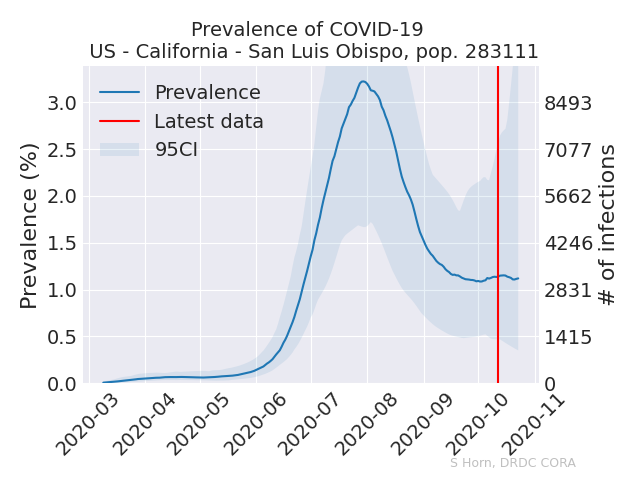 Prevalence of COVID-19
US - California - San Luis Obispo, pop. 283111
Prevalence
Latest data
95CI
Prevalence (%)
3.0
2.5
2.0
1.5
1.0
0.5
0.0
8493
7077
5662
4246
2831
1415
0
# of infections
2020-03
2020-04
2020-05
2020-06
2020-07
2020-08
2020-09
2020-10
2020-11
S Horn, DRDC CORA